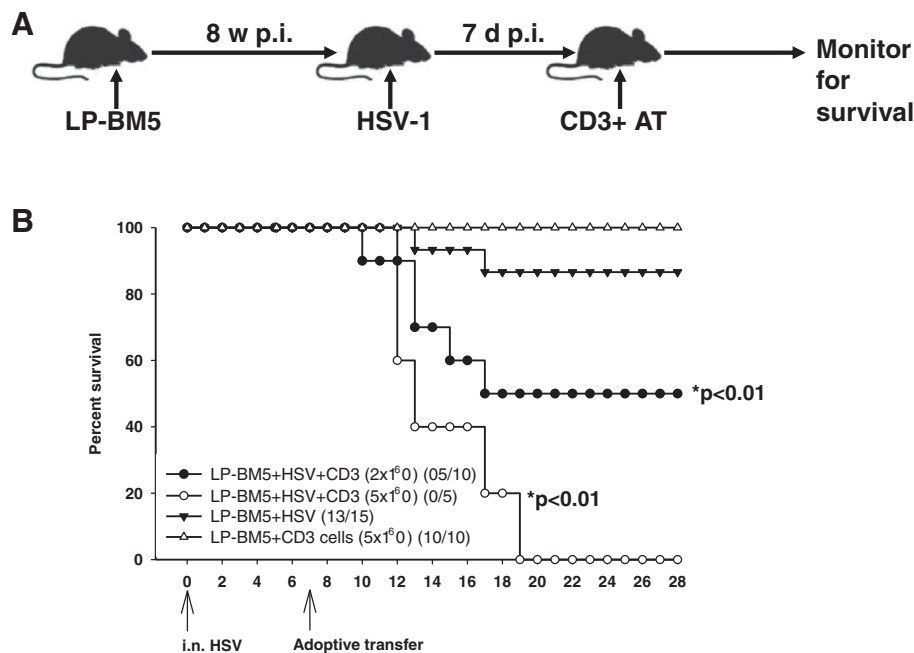 A
8 w p.i.
7 d p.i.
LP-BM5
HSV-1
CD3+ AT
Monitor
for
survival
B
Percent survival
100
80
60
40
20
0
*p<0.01
*p<0.01
LP-BM5+HSV+CD3 (2x1⁶0) (05/10)
LP-BM5+HSV+CD3 (5x1⁶0) (0/5)
LP-BM5+HSV (13/15)
LP-BM5+CD3 cells (5x1⁶0) (10/10)
0 2 4 6 8 10 12 14 16 18 20 22 24 26 28
i.n. HSV
Adoptive transfer